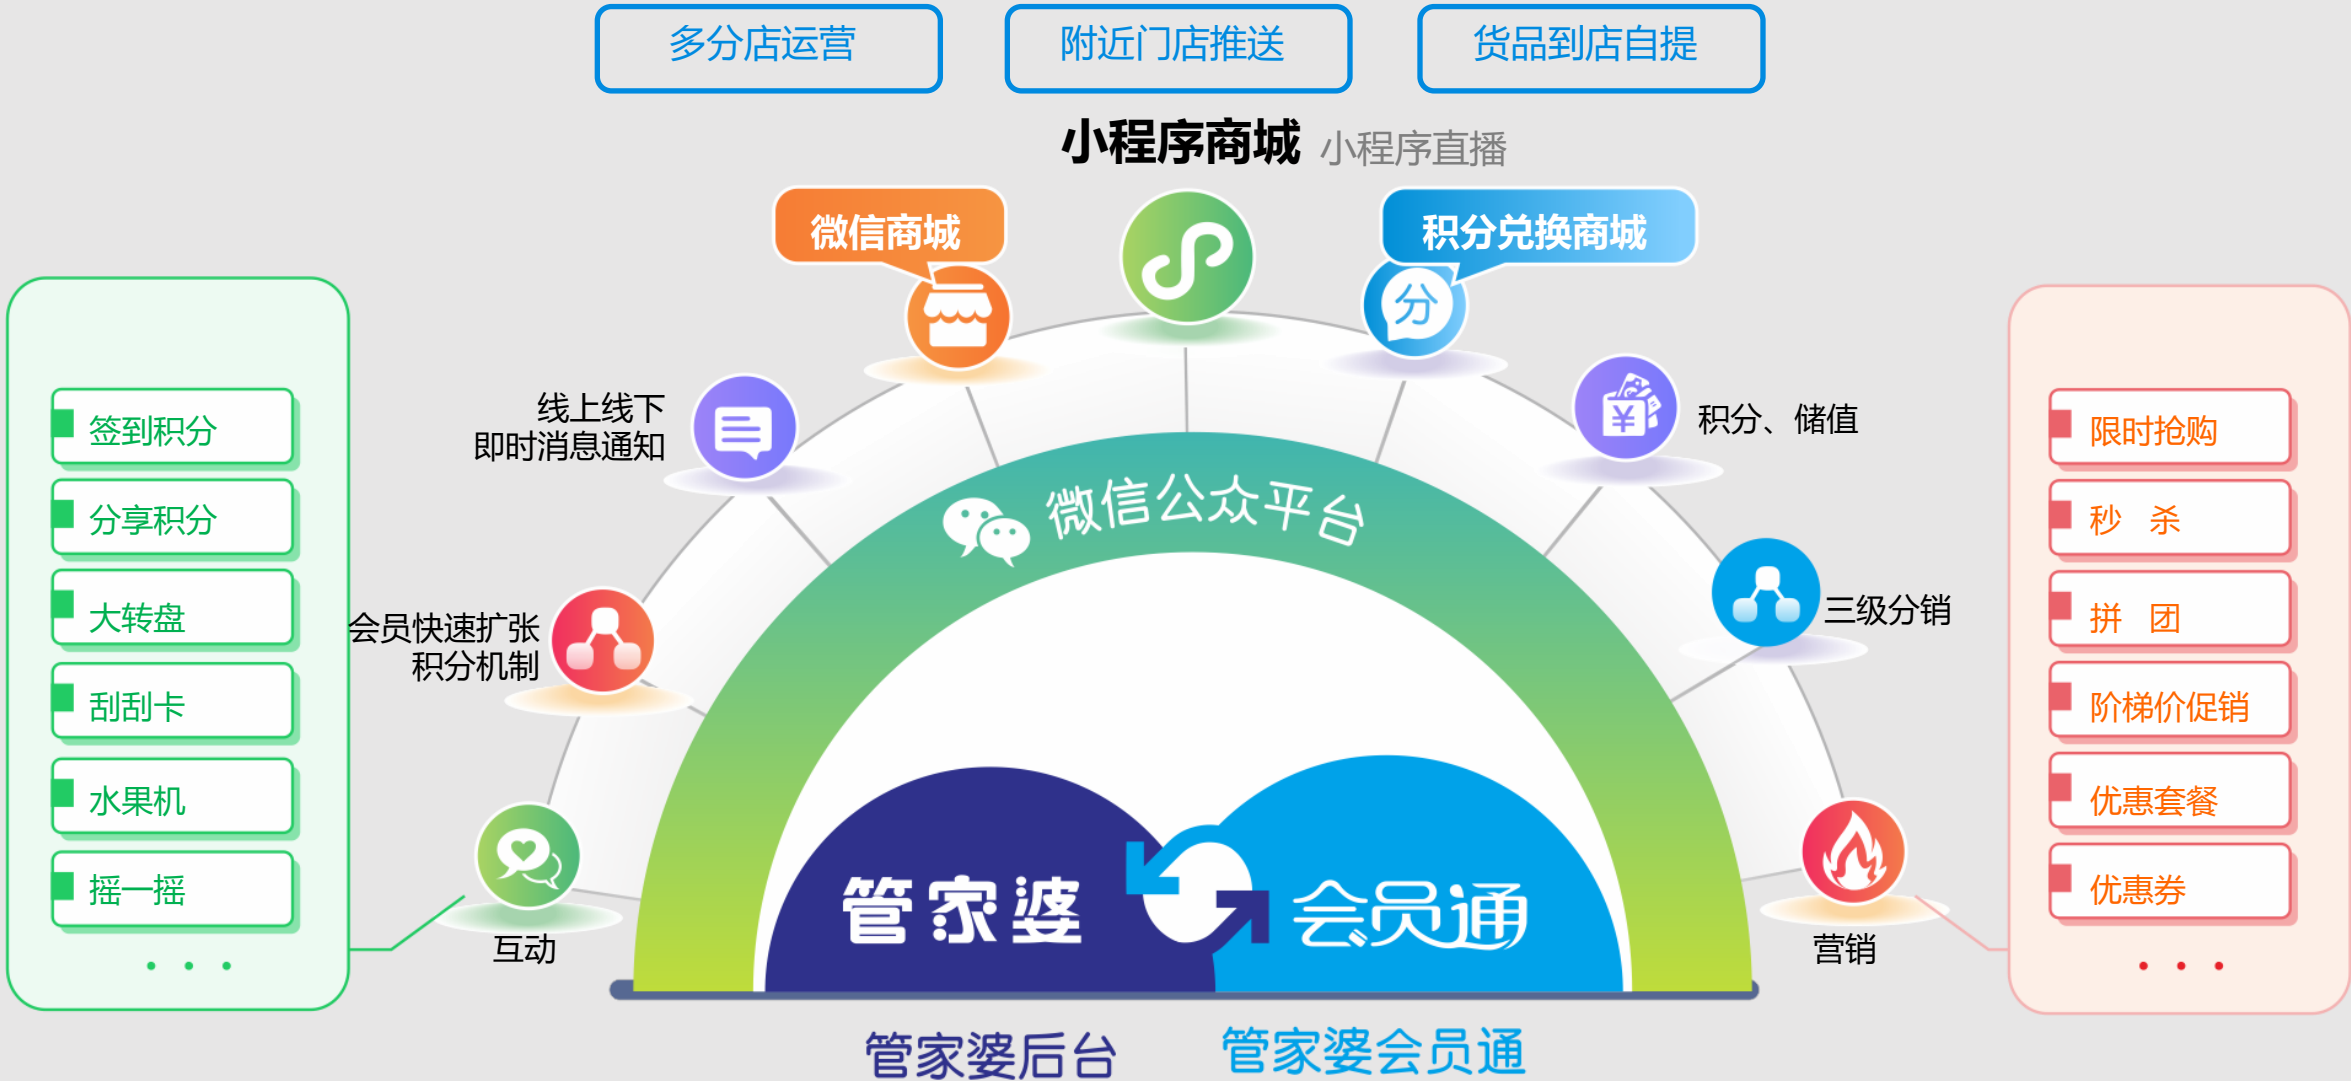 多分店运营
附近门店推送
货品到店自提
小程序商城 小程序直播
微信商城
积分兑换商城
分
线上线下
即时消息通知
积分、储值
¥
会员快速扩张
积分机制
三级分销
互动
营销
微信公众平台
管家婆
会员通
管家婆后台
管家婆会员通
签到积分
分享积分
大转盘
刮刮卡
水果机
摇一摇
· · ·
限时抢购
秒 杀
拼 团
阶梯价促销
优惠套餐
优惠券
· · ·